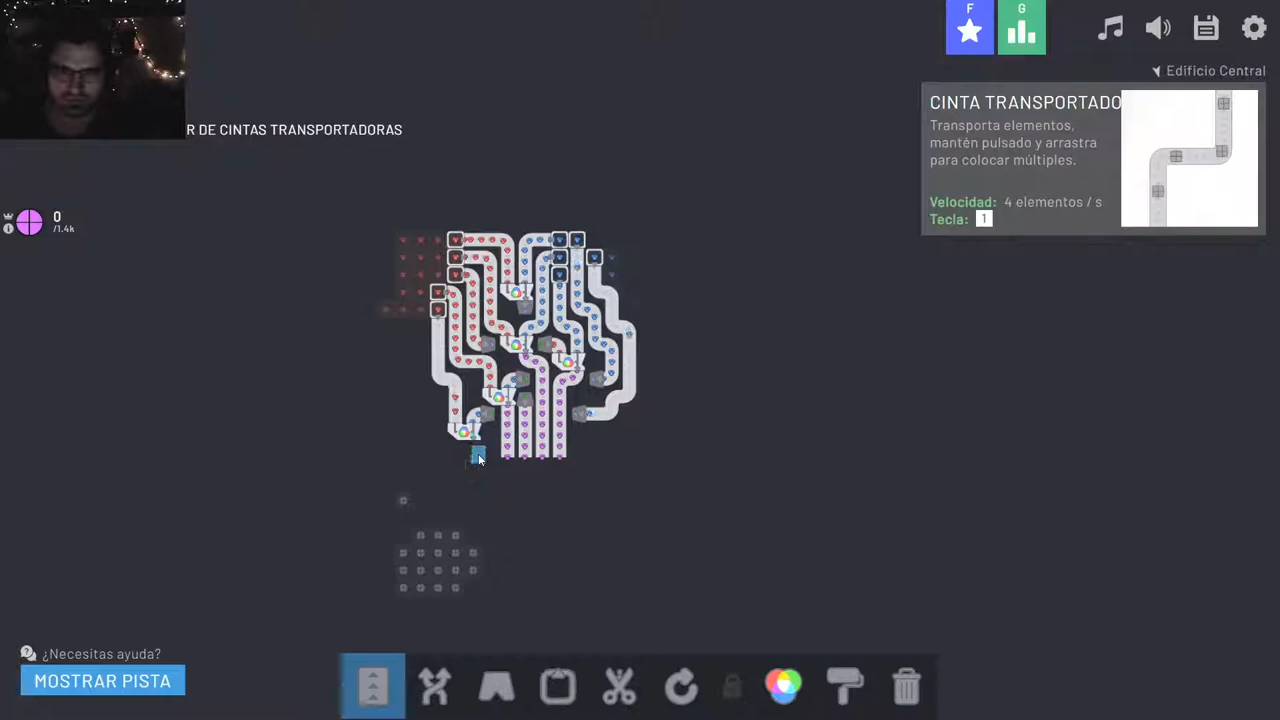 F
G
Edificio Central
CINTA TRANSPORTADO
Transporta elementos,
mantén pulsado y arrastra
para colocar múltiples.
Velocidad: 4 elementos / s
Tecla: 1
R DE CINTAS TRANSPORTADORAS
0
/1.4k
¿Necesitas ayuda?
MOSTRAR PISTA